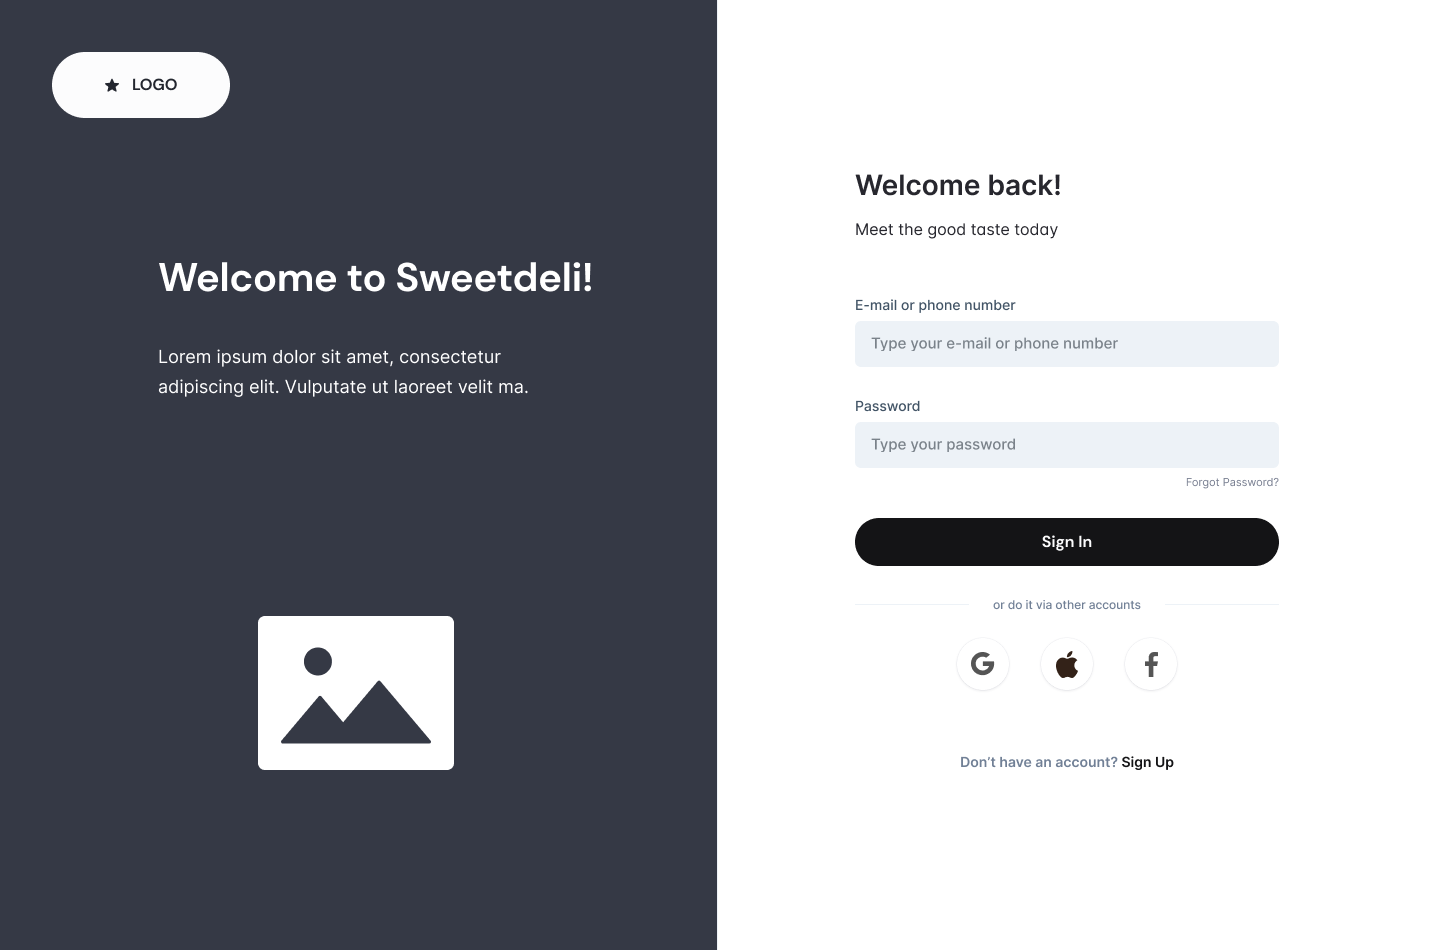 LOGO
Welcome to Sweetdeli!
Lorem ipsum dolor sit amet, consectetur
adipiscing elit. Vulputate ut laoreet velit ma.
Welcome back!
Meet the good taste today
E-mail or phone number
Type your e-mail or phone number
Password
Type your password
Forgot Password?
Sign In
or do it via other accounts
Don’t have an account? Sign Up